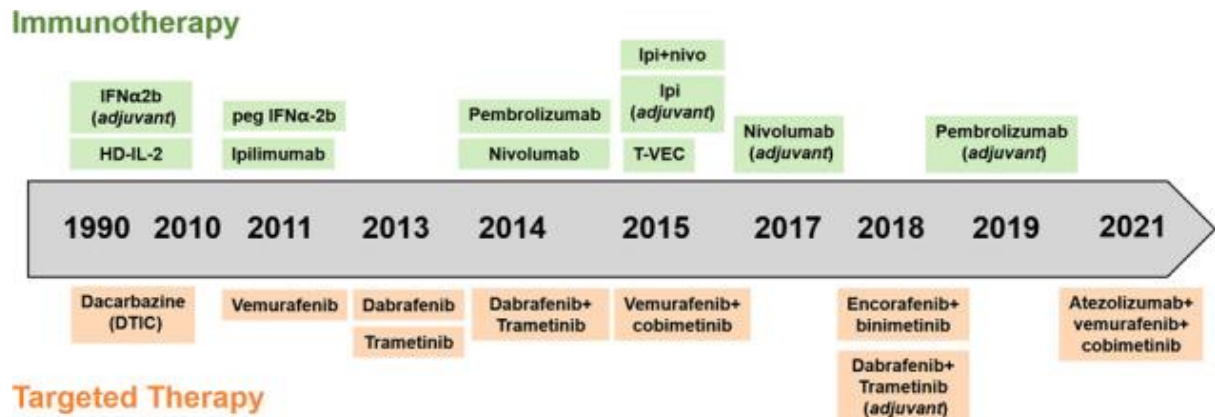 Immunotherapy
Ipi+nivo
IFNα2b
(adjuvant)
peg IFNα-2b
Pembrolizumab
Ipi
(adjuvant)
Nivolumab
(adjuvant)
Pembrolizumab
(adjuvant)
HD-IL-2
Ipilimumab
Nivolumab
T-VEC
1990 2010 2011 2013 2014 2015 2017 2018 2019 2021
Dacarbazine
(DTIC)
Vemurafenib
Dabrafenib
Trametinib
Dabrafenib+
Trametinib
Vemurafenib+
cobimetinib
Encorafenib+
binimetinib
Dabrafenib+
Trametinib
(adjuvant)
Atezolizumab+
vemurafenib+
cobimetinib
Targeted Therapy